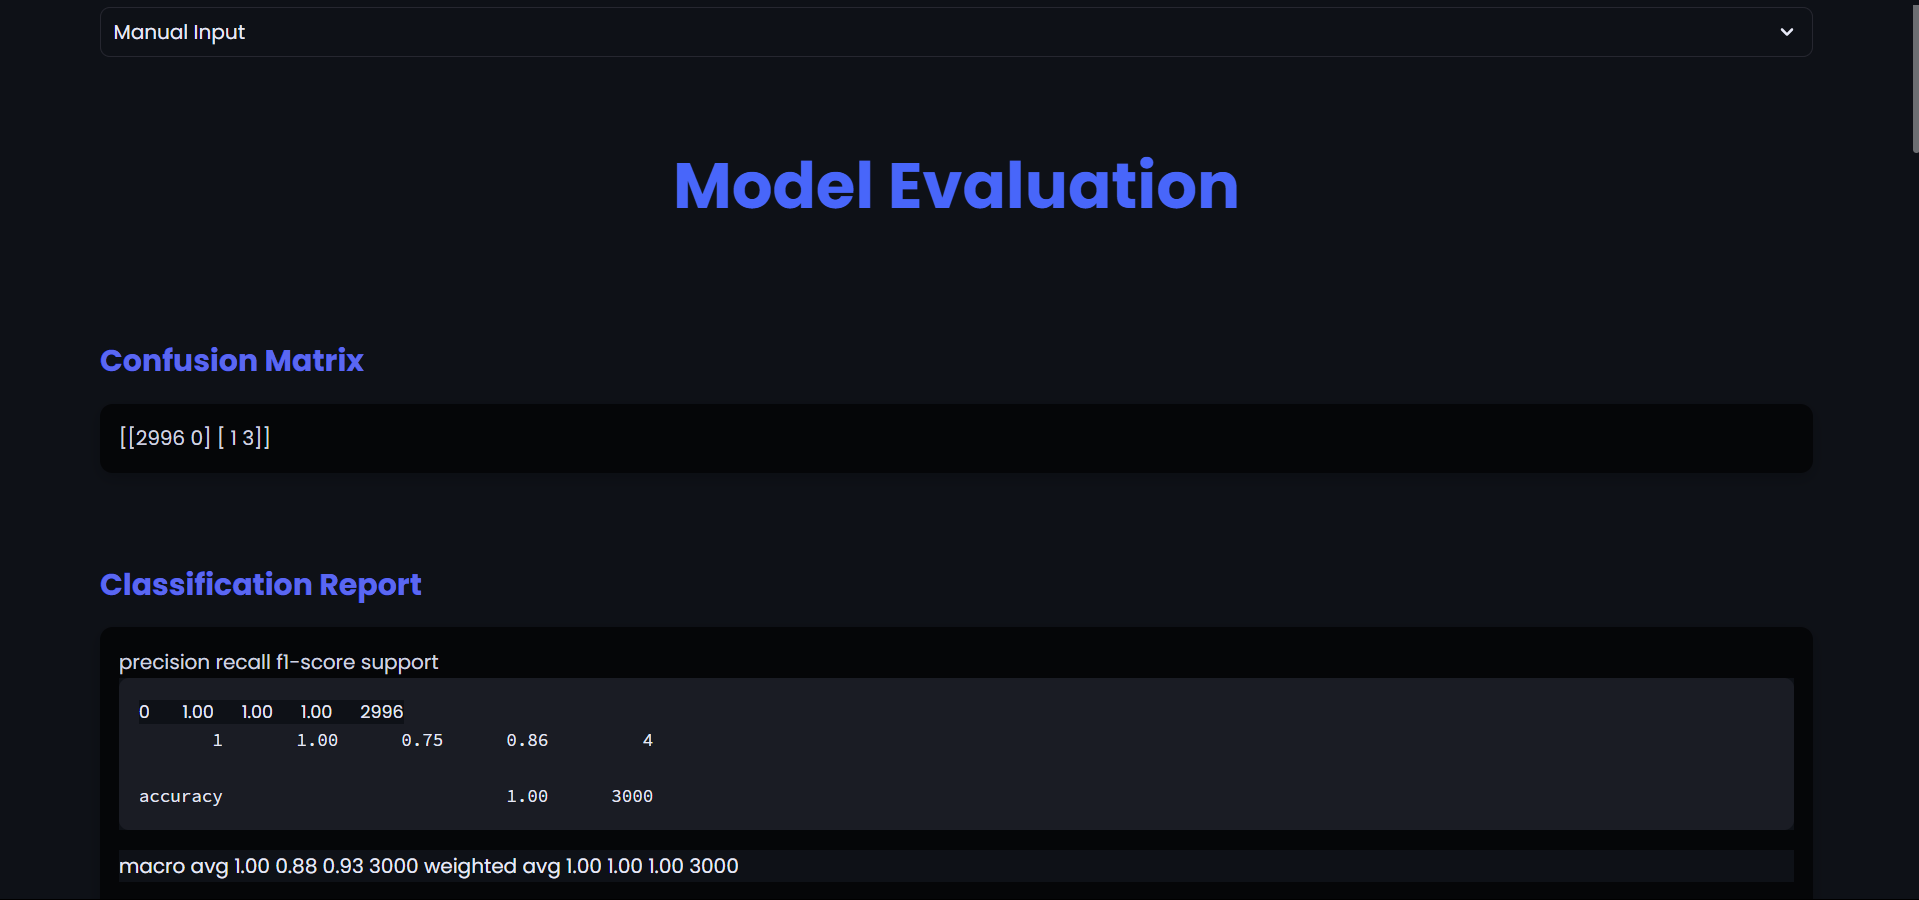 Manual Input
Model Evaluation
Confusion Matrix
[[2996 0] [ 1 3]]
Classification Report
precision recall f1-score support
0 1.00 1.00 1.00 2996
1 1.00 0.75 0.86 4
accuracy 1.00 3000
macro avg 1.00 0.88 0.93 3000 weighted avg 1.00 1.00 1.00 3000